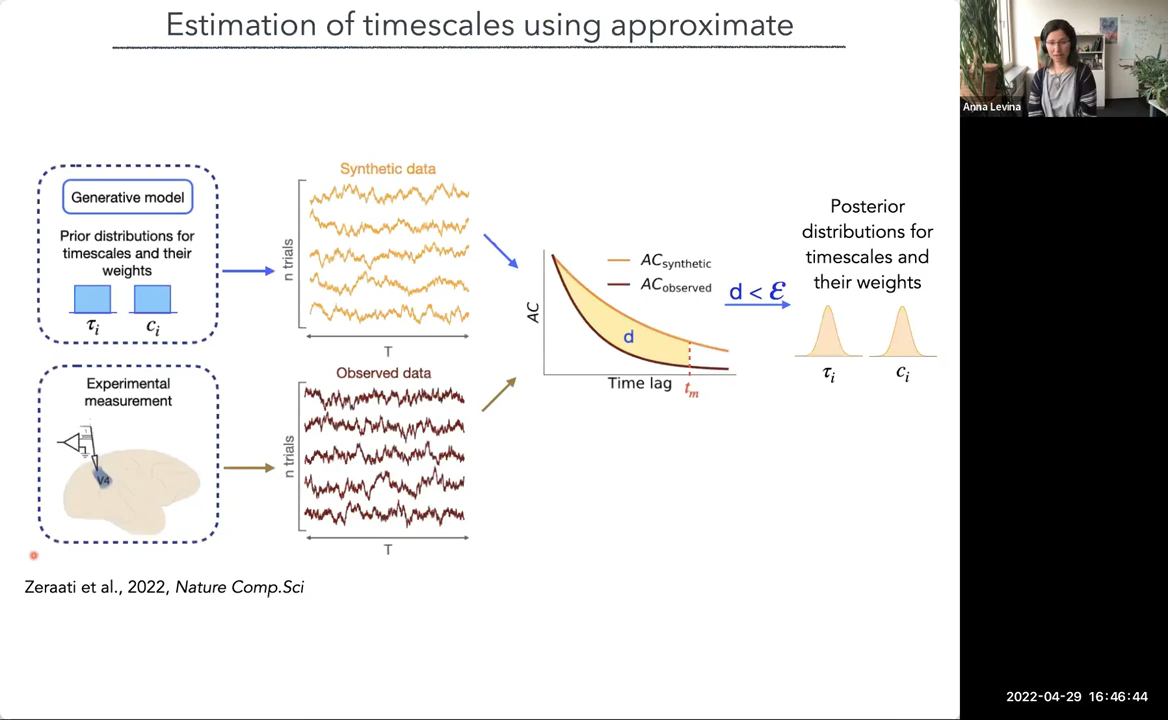 Estimation of timescales using approximate
Anna Levina
Generative model
Prior distributions for
timescales and their
weights
τi
ci
Synthetic data
n trials
T
Experimental
measurement
V4
Observed data
n trials
T
AC
ACsynthetic
ACobserved
d
Time lag
tm
d < ε
Posterior
distributions for
timescales and
their weights
τi
ci
Zeraati et al., 2022, Nature Comp.Sci
2022-04-29 16:46:44